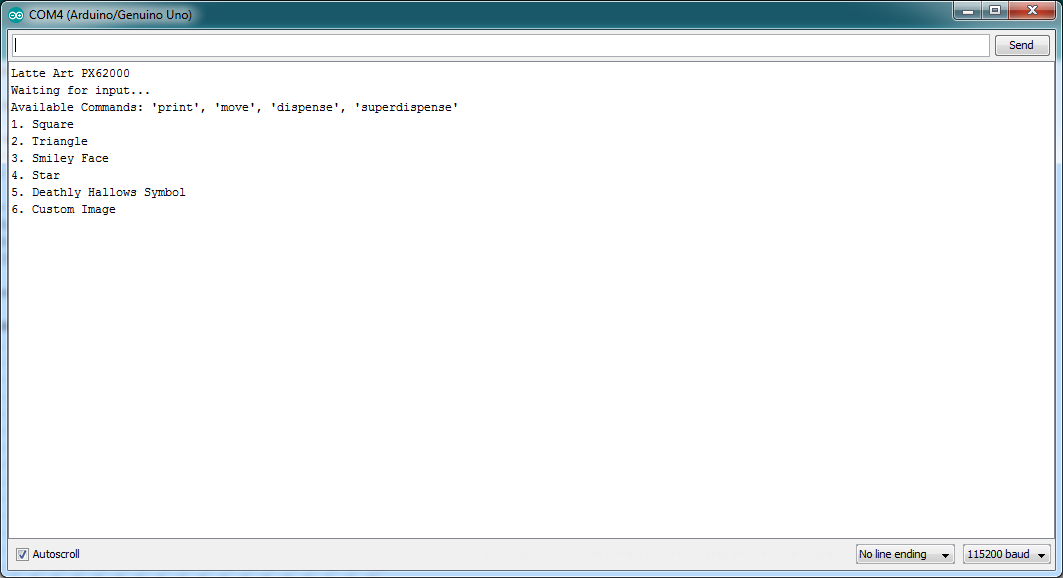 COM4 (Arduino/Genuino Uno)
Send
Latte Art PX62000
Waiting for input...
Available Commands: 'print', 'move', 'dispense', 'superdispense'
1. Square
2. Triangle
3. Smiley Face
4. Star
5. Deathly Hallows Symbol
6. Custom Image
Autoscroll
No line ending
115200 baud